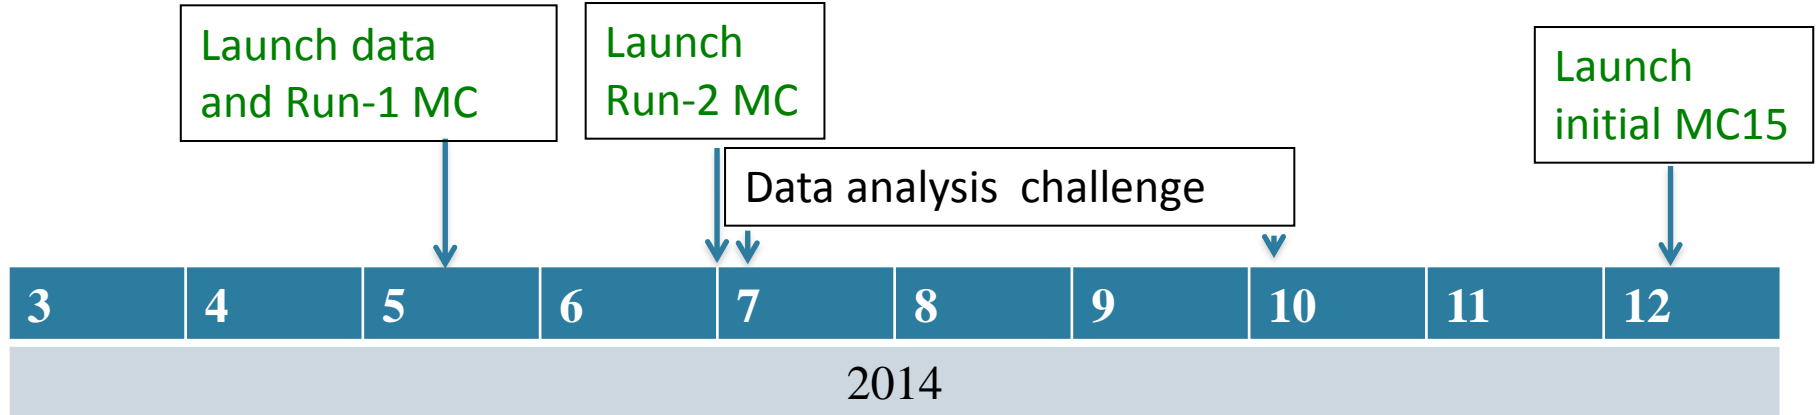 Launch data
and Run-1 MC
Launch
Run-2 MC
Launch
initial MC15
Data analysis  challenge
3 4 5 6 7 8 9 10 11 12
2014